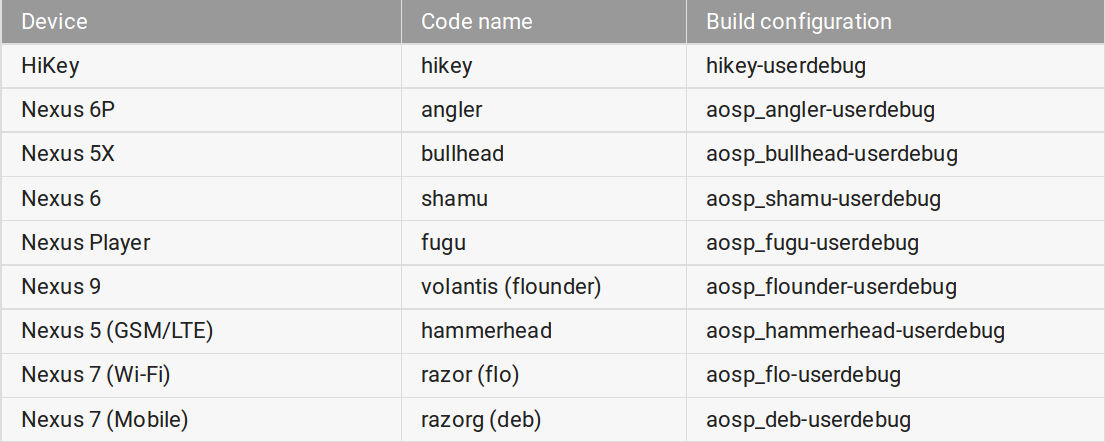 Device Code name Build configuration
HiKey hikey hikey-userdebug
Nexus 6P angler aosp_angler-userdebug
Nexus 5X bullhead aosp_bullhead-userdebug
Nexus 6 shamu aosp_shamu-userdebug
Nexus Player fugu aosp_fugu-userdebug
Nexus 9 volantis (flounder) aosp_flounder-userdebug
Nexus 5 (GSM/LTE) hammerhead aosp_hammerhead-userdebug
Nexus 7 (Wi-Fi) razor (flo) aosp_flo-userdebug
Nexus 7 (Mobile) razorg (deb) aosp_deb-userdebug